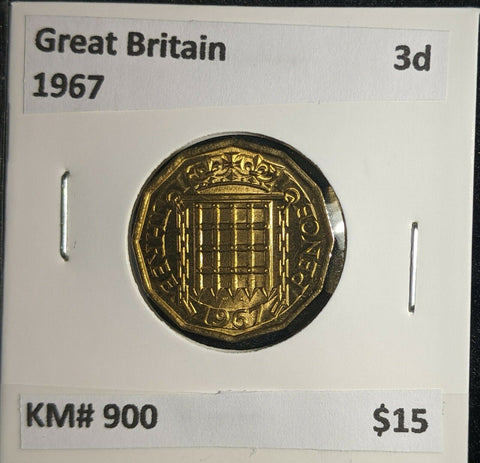 Great Britain 3d
1967
THREE
PENCE
1967
KM# 900 $15